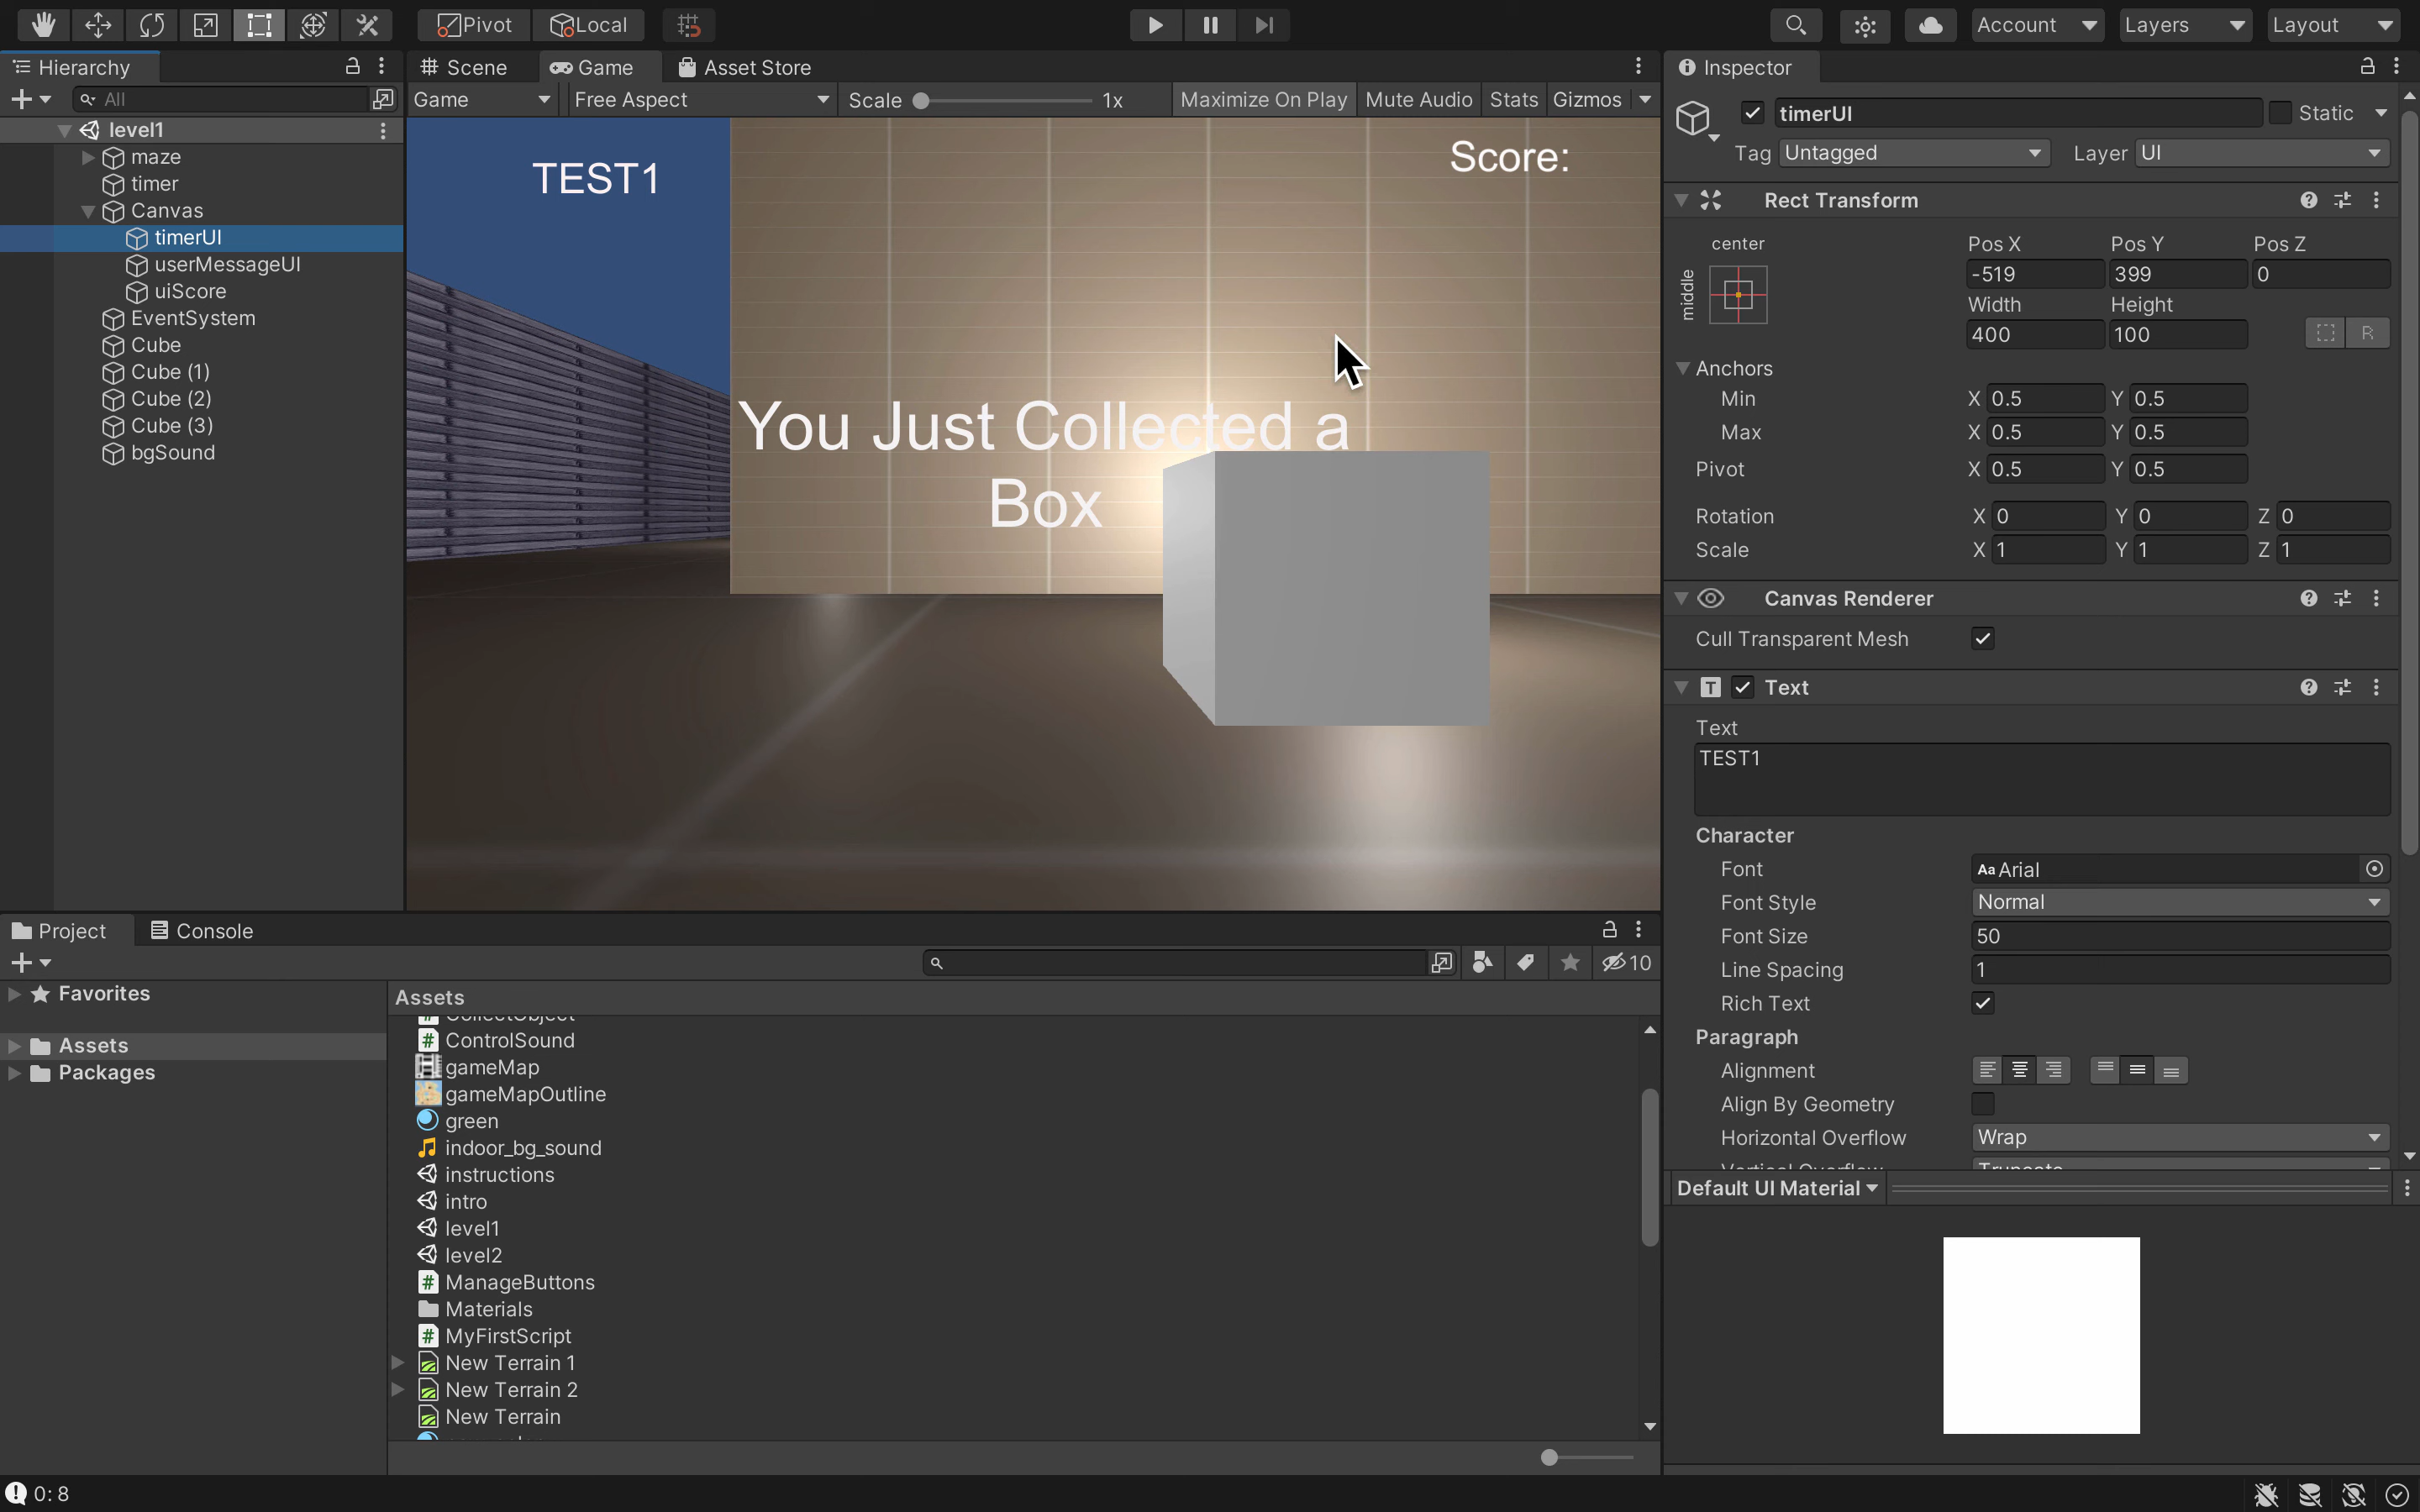 Pivot Local Account Layers Layout
Hierarchy
All
level1
maze
timer
Canvas
timerUI
userMessageUI
uiScore
EventSystem
Cube
Cube (1)
Cube (2)
Cube (3)
bgSound
Scene Game Asset Store
Game Free Aspect Scale 1x Maximize On Play Mute Audio Stats Gizmos
TEST1
Score:
You Just Collected a
Box
Inspector
timerUI Static
Tag Untagged Layer UI
Rect Transform
center
middle
Pos X Pos Y Pos Z
-519 399 0
Width Height
400 100 R
Anchors
Min X 0.5 Y 0.5
Max X 0.5 Y 0.5
Pivot X 0.5 Y 0.5
Rotation X 0 Y 0 Z 0
Scale X 1 Y 1 Z 1
Canvas Renderer
Cull Transparent Mesh
T Text
Text
TEST1
Character
Font Aa Arial
Font Style Normal
Font Size 50
Line Spacing 1
Rich Text
Paragraph
Alignment
Align By Geometry
Horizontal Overflow Wrap
Vertical Overflow Truncate
Default UI Material
Project Console
10
Favorites
Assets
Packages
Assets
CollectObject
ControlSound
gameMap
gameMapOutline
green
indoor_bg_sound
instructions
intro
level1
level2
ManageButtons
Materials
MyFirstScript
New Terrain 1
New Terrain 2
New Terrain
0: 8